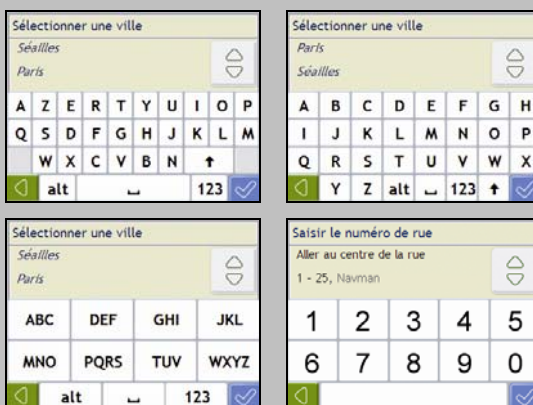 Sélectionner une ville
Séailles
Paris
A Z E R T Y U I O P
Q S D F G H J K L M
W X C V B N
alt 123
Sélectionner une ville
Paris
Séailles
A B C D E F G H
I J K L M N O P
Q R S T U V W X
Y Z alt 123
Sélectionner une ville
Séailles
Paris
ABC DEF GHI JKL
MNO PQRS TUV WXYZ
alt 123
Saisir le numéro de rue
Aller au centre de la rue
1 - 25, Navman
1 2 3 4 5
6 7 8 9 0